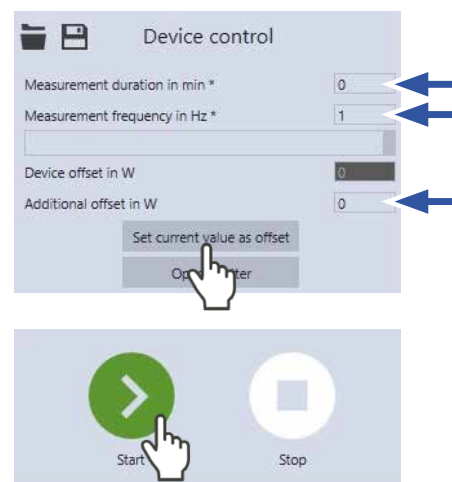 Device control
Measurement duration in min * 0
Measurement frequency in Hz * 1
Device offset in W 0
Additional offset in W 0
Set current value as offset
Start Stop